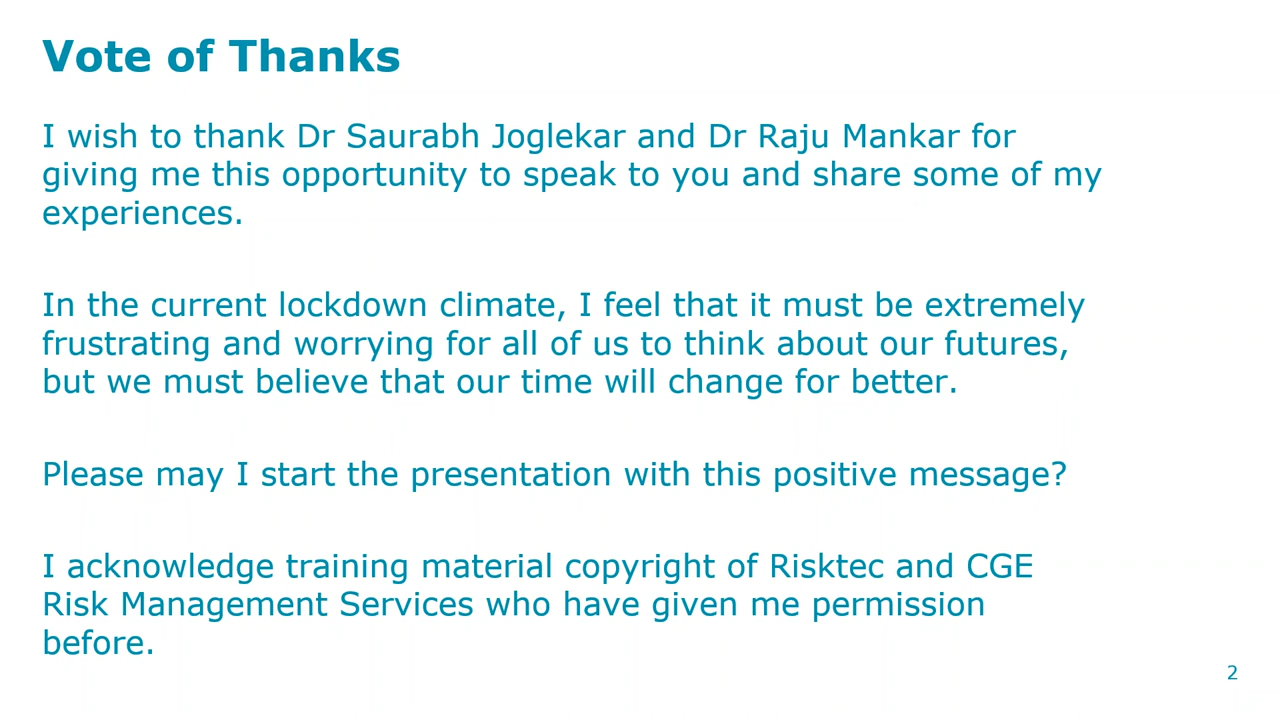 Vote of Thanks
I wish to thank Dr Saurabh Joglekar and Dr Raju Mankar for
giving me this opportunity to speak to you and share some of my
experiences.
In the current lockdown climate, I feel that it must be extremely
frustrating and worrying for all of us to think about our futures,
but we must believe that our time will change for better.
Please may I start the presentation with this positive message?
I acknowledge training material copyright of Risktec and CGE
Risk Management Services who have given me permission
before.
2